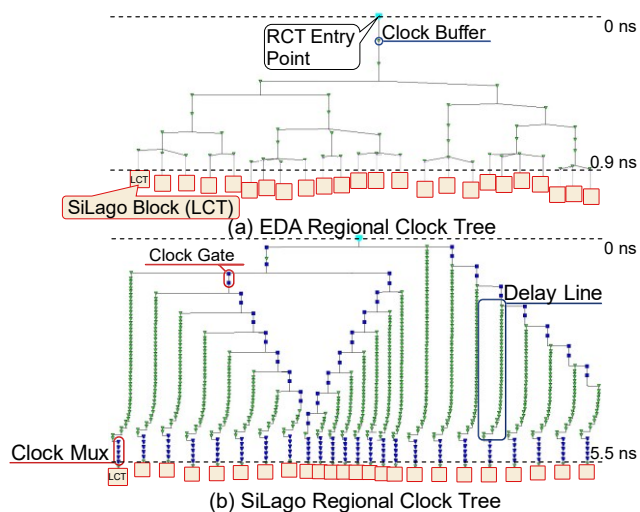 RCT Entry
Point
Clock Buffer
0 ns
0.9 ns
LCT
SiLago Block (LCT)
(a) EDA Regional Clock Tree
0 ns
Clock Gate
Delay Line
Clock Mux
5.5 ns
LCT
(b) SiLago Regional Clock Tree